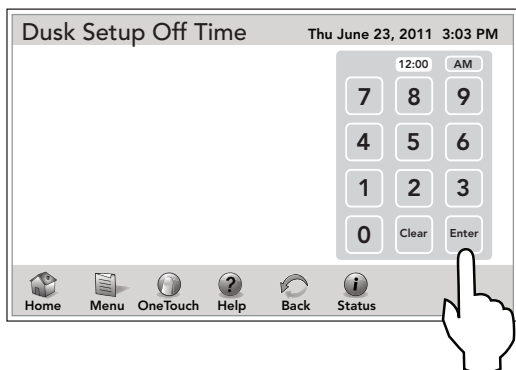 Dusk Setup Off Time Thu June 23, 2011 3:03 PM
12:00 AM
7 8 9
4 5 6
1 2 3
0 Clear Enter
Home Menu OneTouch ? Help Back i Status